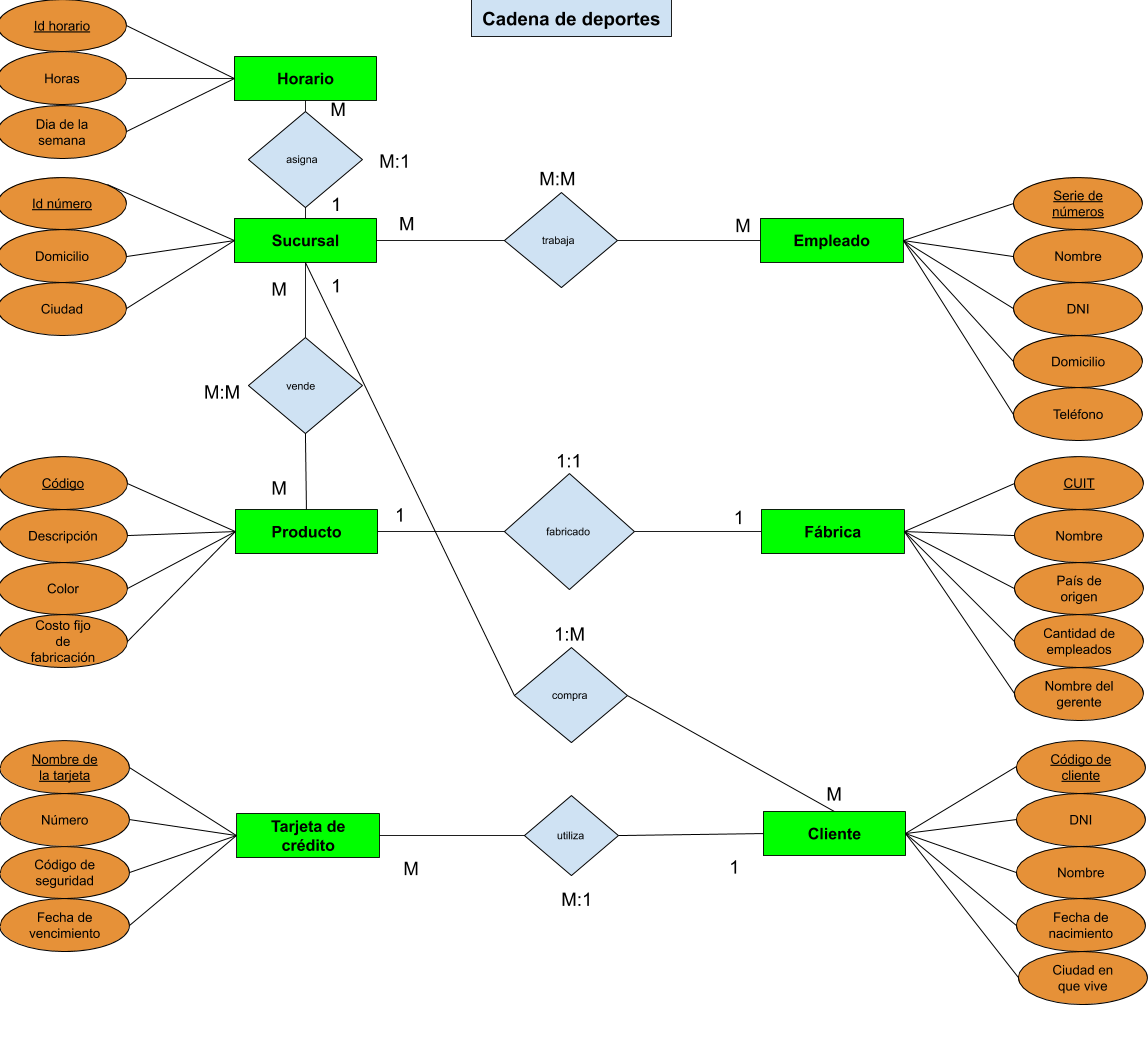 Cadena de deportes
Id horario
Horas
Dia de la
semana
Horario
M
asigna
M:1
1
Id número
Domicilio
Ciudad
Sucursal
M
M:M
trabaja
M
Empleado
Serie de
números
Nombre
DNI
Domicilio
Teléfono
M
1
vende
M:M
M
Código
Descripción
Color
Costo fijo
de
fabricación
Producto
1
1:1
fabricado
1
Fábrica
CUIT
Nombre
País de
origen
Cantidad de
empleados
Nombre del
gerente
1:M
compra
M
Nombre de
la tarjeta
Número
Código de
seguridad
Fecha de
vencimiento
Tarjeta de
crédito
M
utiliza
M:1
1
Cliente
Código de
cliente
DNI
Nombre
Fecha de
nacimiento
Ciudad en
que vive